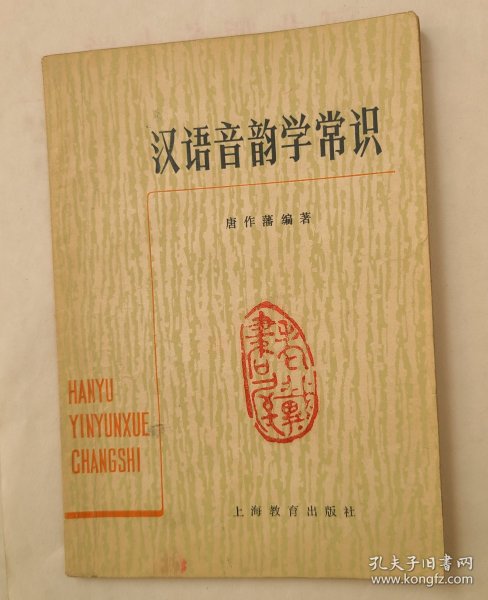 汉语音韵学常识
唐作藩编著
HANYU
YINYUNXUE
CHANGSHI
上海教育出版社
孔夫子旧书网
www.kongfz.com